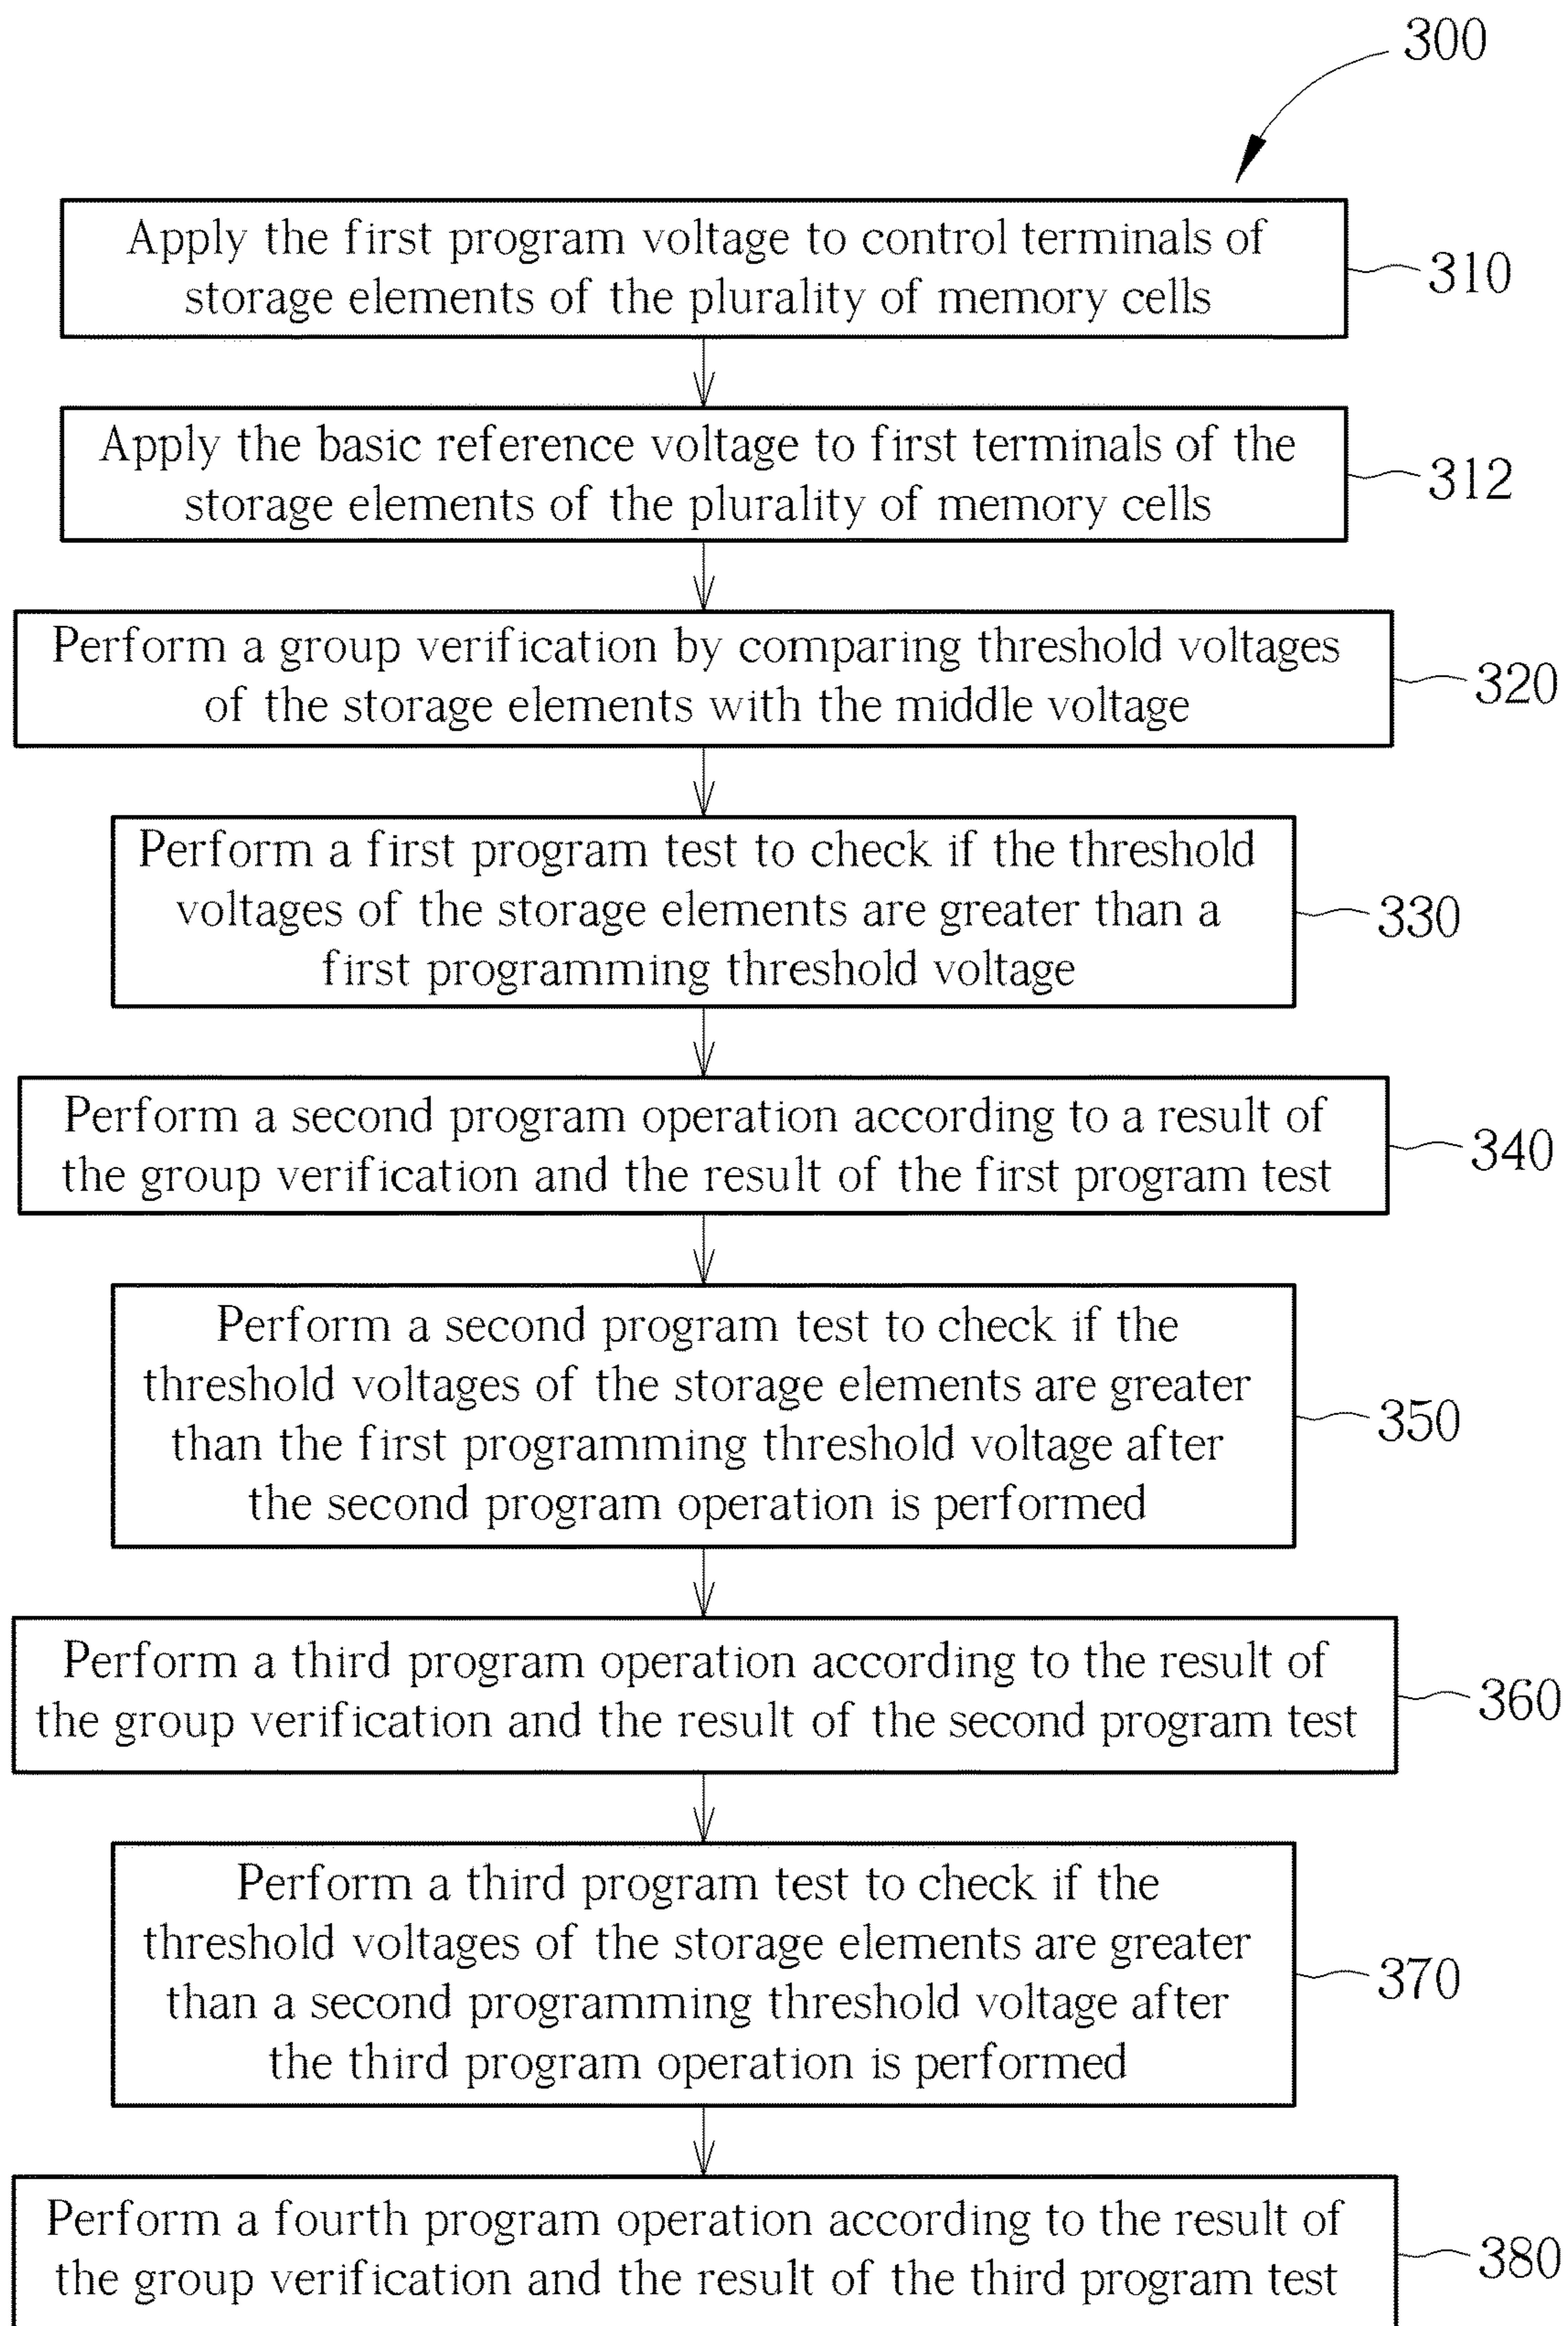 300
Apply the first program voltage to control terminals of
storage elements of the plurality of memory cells
310
Apply the basic reference voltage to first terminals of the
storage elements of the plurality of memory cells
312
Perform a group verification by comparing threshold voltages
of the storage elements with the middle voltage
320
Perform a first program test to check if the threshold
voltages of the storage elements are greater than a
first programming threshold voltage
330
Perform a second program operation according to a result of
the group verification and the result of the first program test
340
Perform a second program test to check if the
threshold voltages of the storage elements are greater
than the first programming threshold voltage after
the second program operation is performed
350
Perform a third program operation according to the result of
the group verification and the result of the second program test
360
Perform a third program test to check if the
threshold voltages of the storage elements are greater
than a second programming threshold voltage after
the third program operation is performed
370
Perform a fourth program operation according to the result of
the group verification and the result of the third program test
380